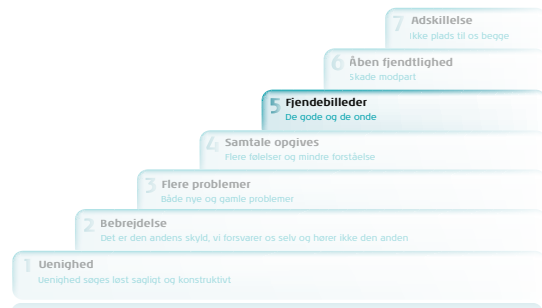 7 Adskillelse
Ikke plads til os begge
6 Åben fjendtlighed
Skade modpart
5 Fjendebilleder
De gode og de onde
4 Samtale opgives
Flere følelser og mindre forståelse
3 Flere problemer
Både nye og gamle problemer
2 Bebrejdelse
Det er den andens skyld, vi forsvarer os selv og hører ikke den anden
1 Uenighed
Uenighed søges løst sagligt og konstruktivt